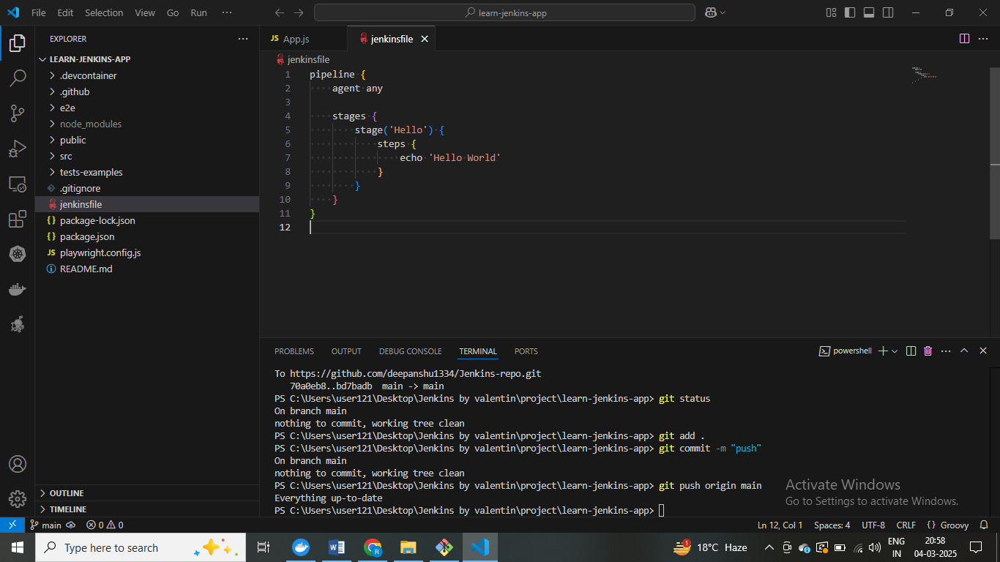 File Edit Selection View Go Run ···
learn-jenkins-app
EXPLORER
LEARN-JENKINS-APP
.devcontainer
.github
e2e
node_modules
public
src
tests-examples
.gitignore
jenkinsfile
package-lock.json
package.json
playwright.config.js
README.md
OUTLINE
TIMELINE
JS App.js
jenkinsfile
jenkinsfile
1 pipeline {
2 agent any
3
4 stages {
5 stage('Hello') {
6 steps {
7 echo 'Hello World'
8 }
9 }
10 }
11 }
12
PROBLEMS OUTPUT DEBUG CONSOLE TERMINAL PORTS
powershell
To https://github.com/deepanshu1334/Jenkins-repo.git
70a0eb8..bd7badb main -> main
PS C:\Users\user121\Desktop\Jenkins by valentin\project\learn-jenkins-app> git status
On branch main
nothing to commit, working tree clean
PS C:\Users\user121\Desktop\Jenkins by valentin\project\learn-jenkins-app> git add .
PS C:\Users\user121\Desktop\Jenkins by valentin\project\learn-jenkins-app> git commit -m "push"
On branch main
nothing to commit, working tree clean
PS C:\Users\user121\Desktop\Jenkins by valentin\project\learn-jenkins-app> git push origin main
Everything up-to-date
PS C:\Users\user121\Desktop\Jenkins by valentin\project\learn-jenkins-app>
Activate Windows
Go to Settings to activate Windows.
main 0 0
Ln 12, Col 1 Spaces: 4 UTF-8 CRLF {} Groovy
Type here to search
1
18°C Haze
ENG
IN
20:58
04-03-2025